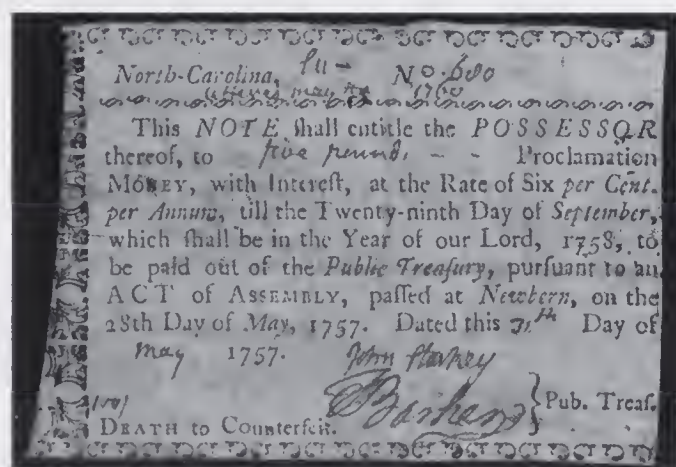 North-Carolina, No. 680
may 1760
This NOTE ſhall entitle the POSSESSOR
thereof, to five pounds, - - Proclamation
MONEY, with Intereſt, at the Rate of Six per Cent.
per Annum, till the Twenty-ninth Day of September,
which ſhall be in the Year of our Lord, 1758, to
be paid out of the Public Treaſury, purſuant to an
ACT of ASSEMBLY, paſſed at Newbern, on the
28th Day of May, 1757. Dated this 31th Day of
May 1757. John Starkey
Pub. Treaſ.
DEATH to Counterfeit.